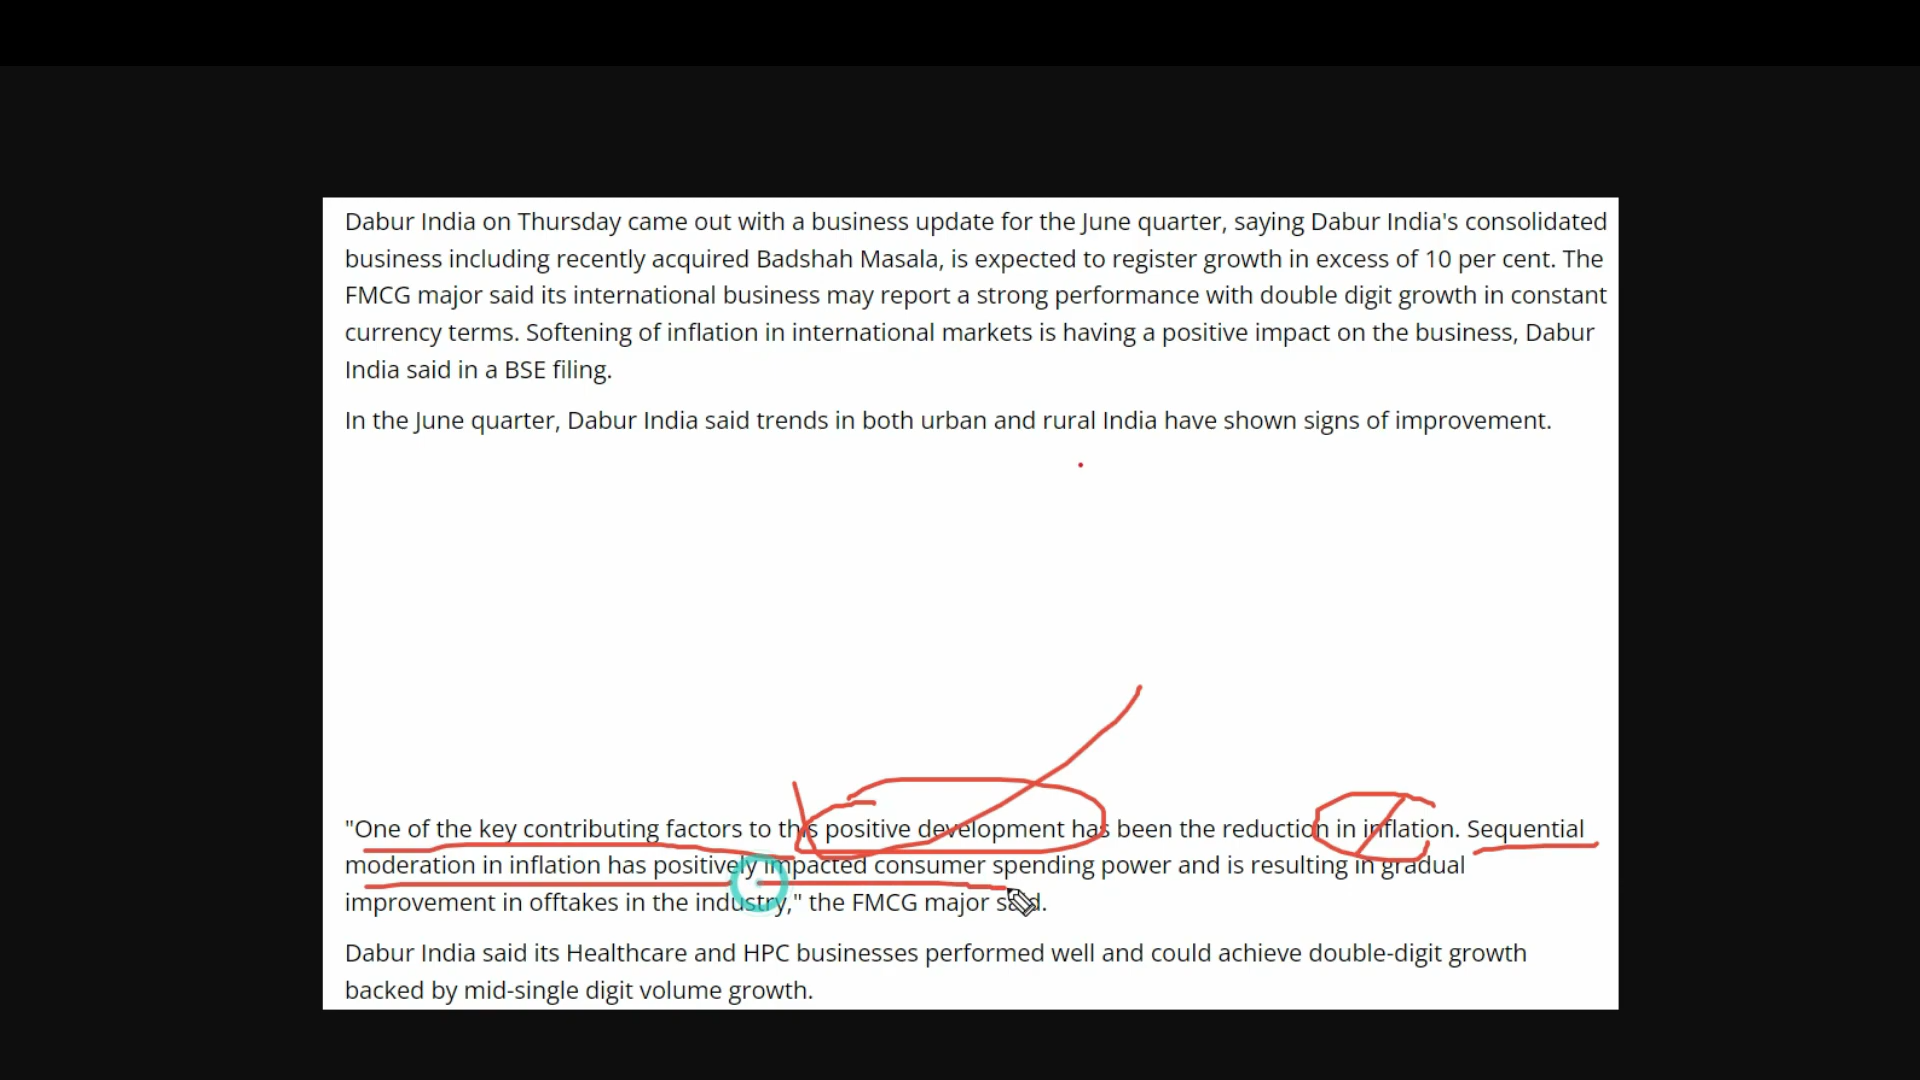 Dabur India on Thursday came out with a business update for the June quarter, saying Dabur India's consolidated
business including recently acquired Badshah Masala, is expected to register growth in excess of 10 per cent. The
FMCG major said its international business may report a strong performance with double digit growth in constant
currency terms. Softening of inflation in international markets is having a positive impact on the business, Dabur
India said in a BSE filing.
In the June quarter, Dabur India said trends in both urban and rural India have shown signs of improvement.
"One of the key contributing factors to this positive development has been the reduction in inflation. Sequential
moderation in inflation has positively impacted consumer spending power and is resulting in gradual
improvement in offtakes in the industry," the FMCG major said.
Dabur India said its Healthcare and HPC businesses performed well and could achieve double-digit growth
backed by mid-single digit volume growth.